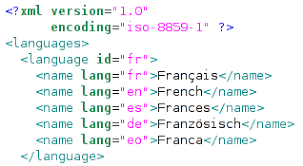 <?xml version="1.0"
encoding="iso-8859-1" ?>
<languages>
<language id="fr">
<name lang="fr">Français</name>
<name lang="en">French</name>
<name lang="es">Frances</name>
<name lang="de">Französisch</name>
<name lang="eo">Franca</name>
</language>